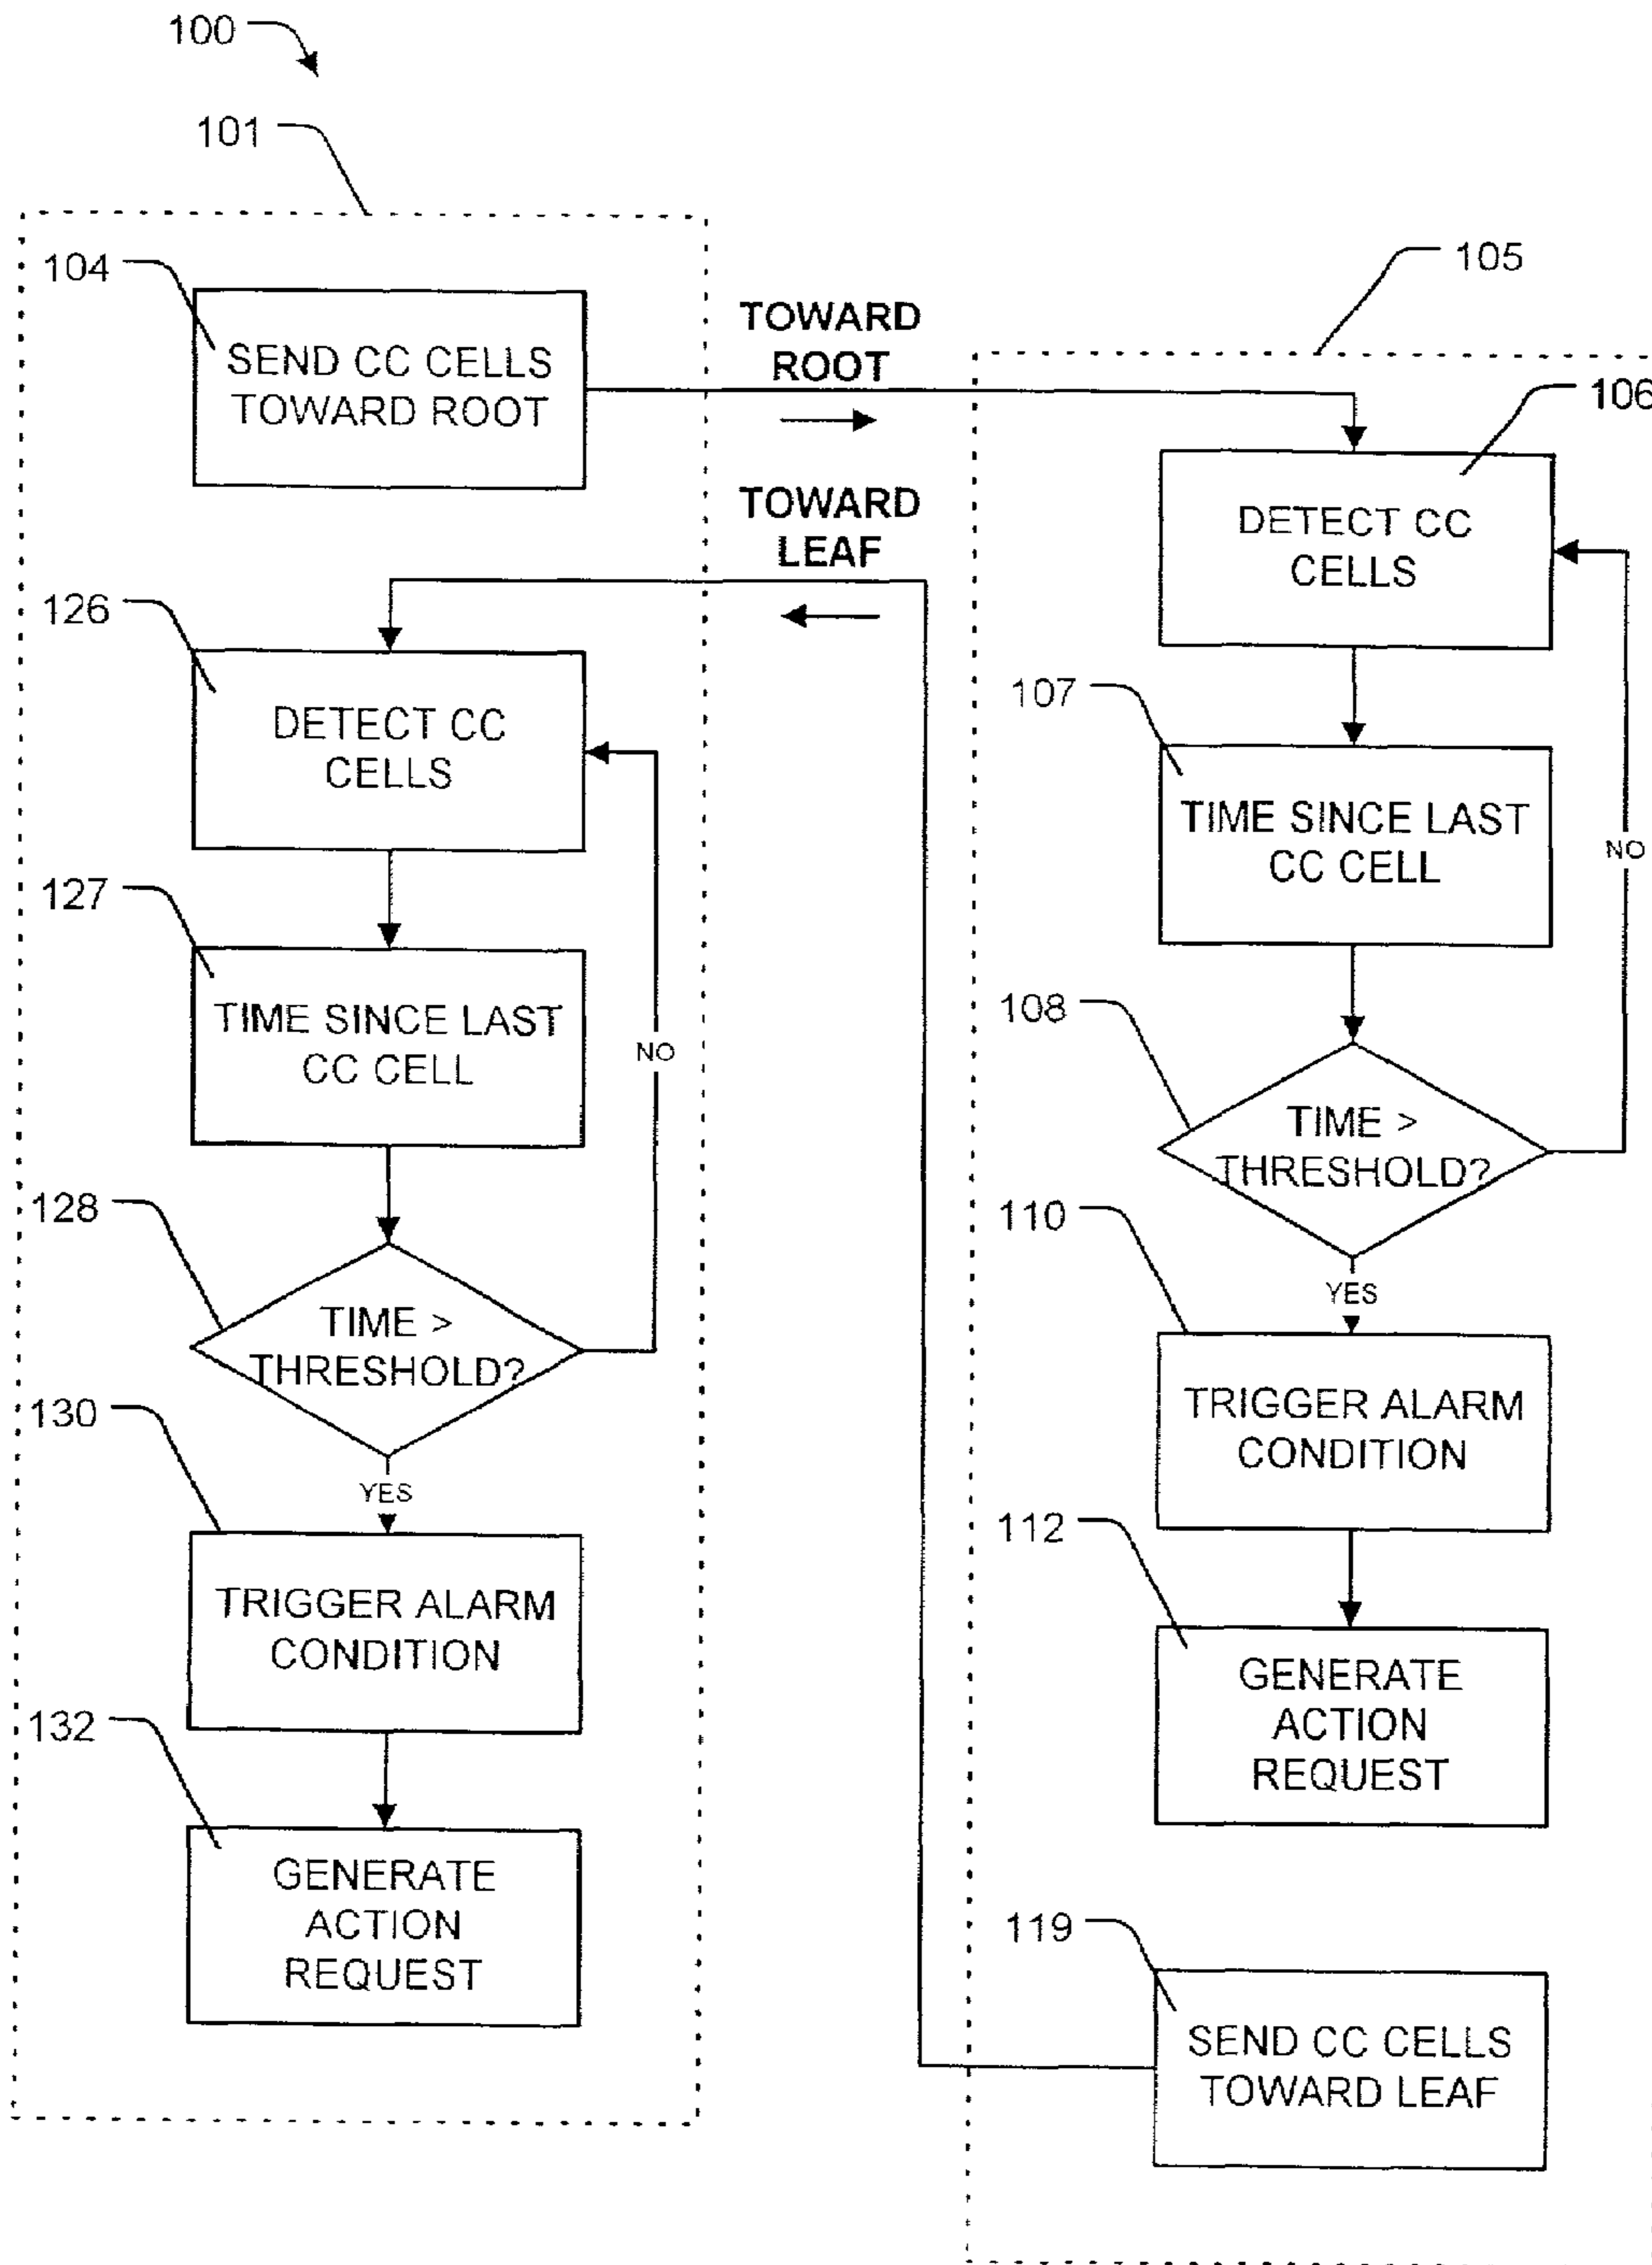 100
101
104
SEND CC CELLS
TOWARD ROOT
TOWARD
ROOT
TOWARD
LEAF
126
DETECT CC
CELLS
127
TIME SINCE LAST
CC CELL
NO
128
TIME >
THRESHOLD?
YES
130
TRIGGER ALARM
CONDITION
132
GENERATE
ACTION
REQUEST
105
106
DETECT CC
CELLS
107
TIME SINCE LAST
CC CELL
NO
108
TIME >
THRESHOLD?
YES
110
TRIGGER ALARM
CONDITION
112
GENERATE
ACTION
REQUEST
119
SEND CC CELLS
TOWARD LEAF